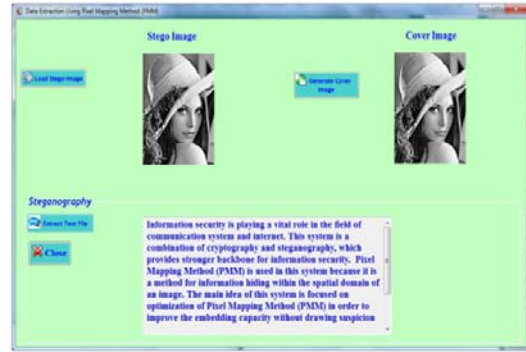 Data Extraction Using Pixel Mapping Method (PMM)
Stego Image
Cover Image
Load Stego Image
Generate Cover
Image
Steganography
Extract Text File
Close
Information security is playing a vital role in the field of
communication system and internet. This system is a
combination of cryptography and steganography, which
provides stronger backbone for information security. Pixel
Mapping Method (PMM) is used in this system because it is
a method for information hiding within the spatial domain of
an image. The main idea of this system is focused on
optimization of Pixel Mapping Method (PMM) in order to
improve the embedding capacity without drawing suspicion